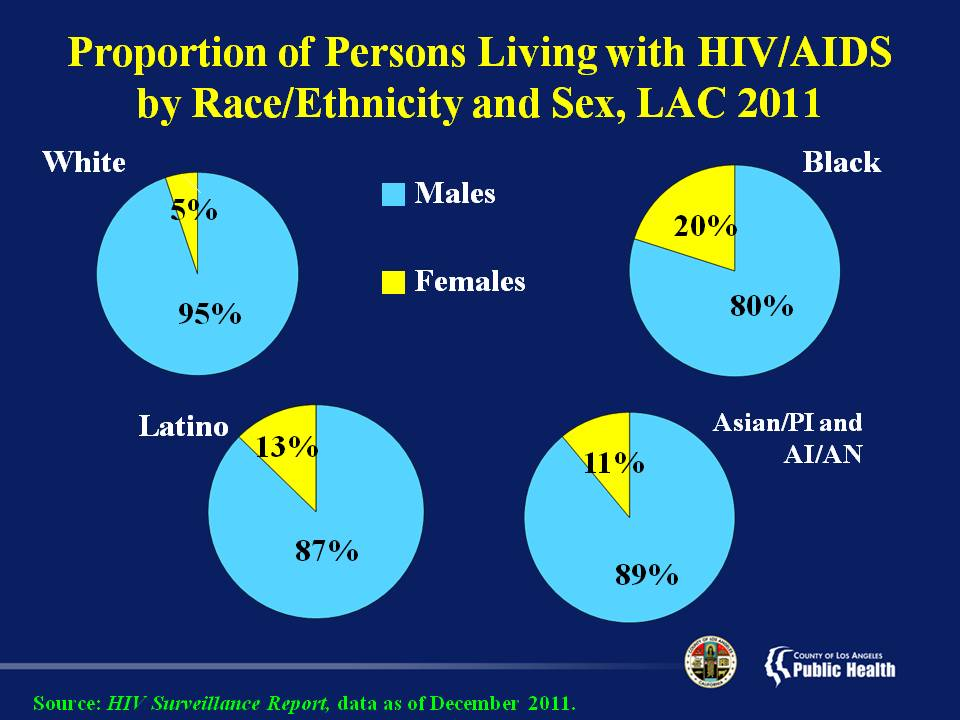 Proportion of Persons Living with HIV/AIDS
by Race/Ethnicity and Sex, LAC 2011
White
5%
95%
Males
Females
Black
20%
80%
Latino
13%
87%
Asian/PI and
AI/AN
11%
89%
COUNTY OF LOS ANGELES
Public Health
Source: HIV Surveillance Report, data as of December 2011.